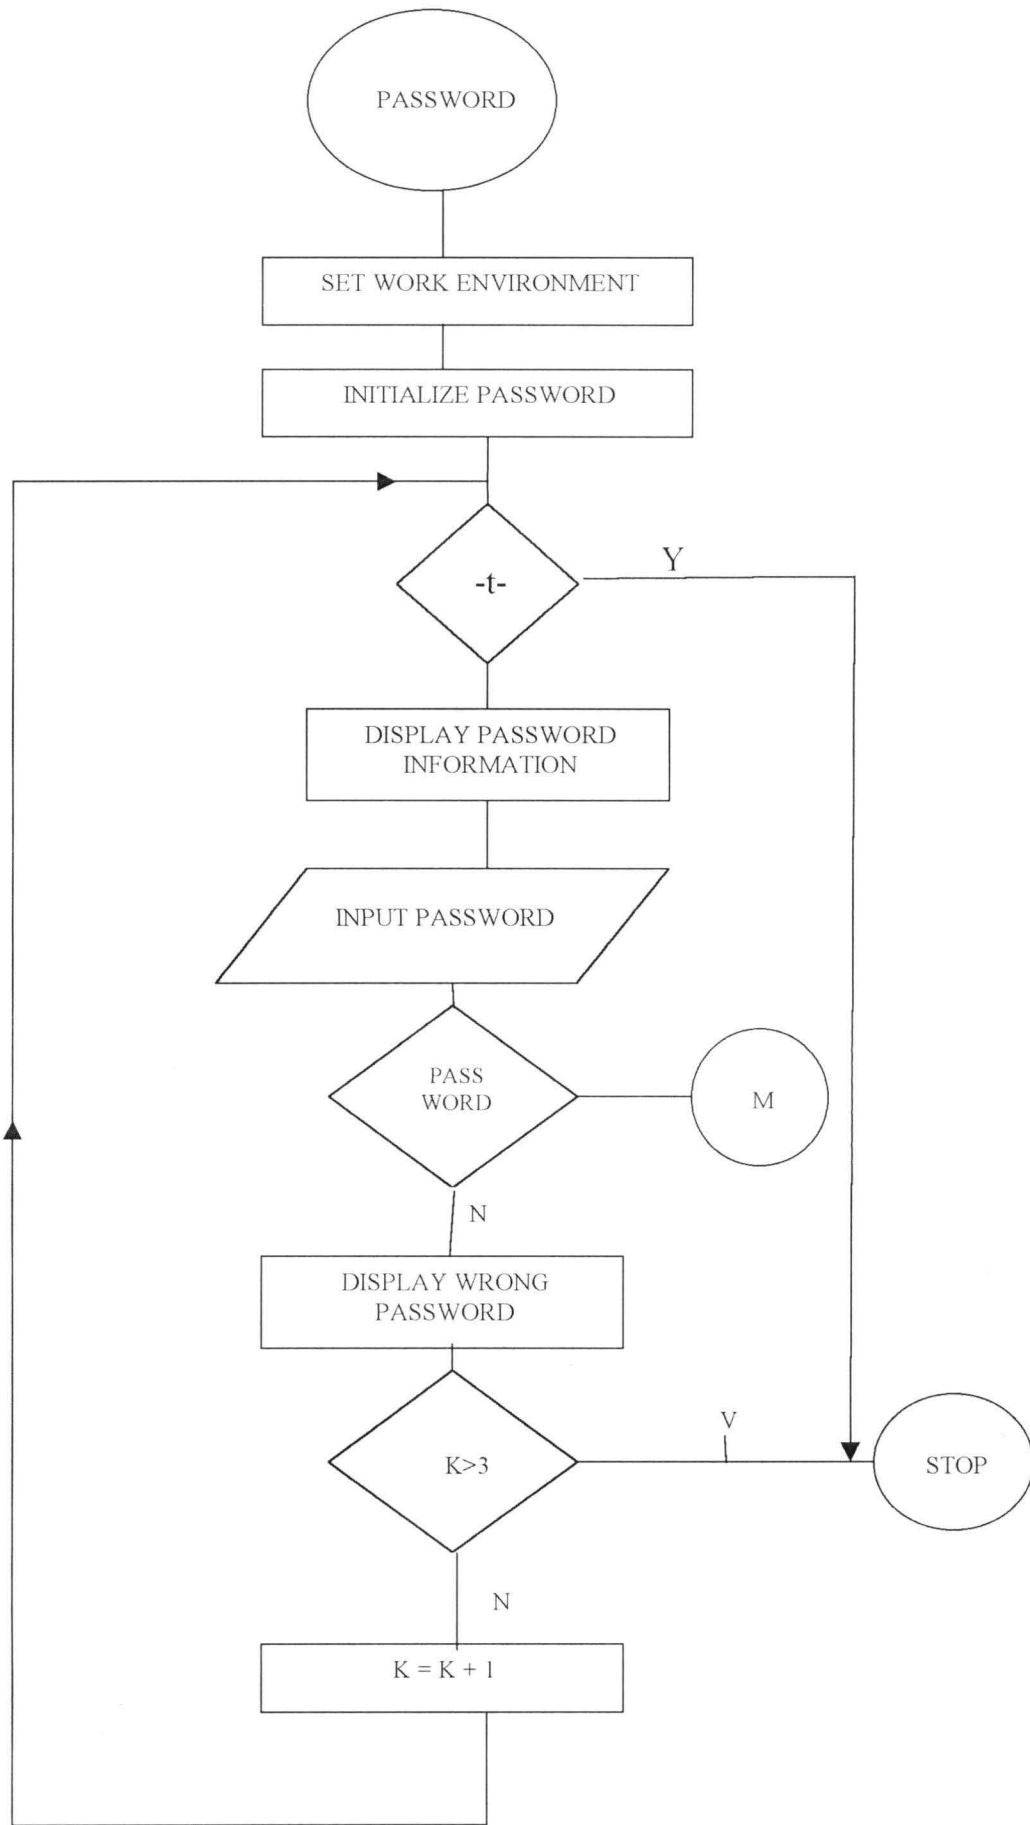 PASSWORD
SET WORK ENVIRONMENT
INITIALIZE PASSWORD
-t-
Y
DISPLAY PASSWORD
INFORMATION
INPUT PASSWORD
PASS
WORD
M
N
DISPLAY WRONG
PASSWORD
V
K>3
STOP
N
K = K + 1